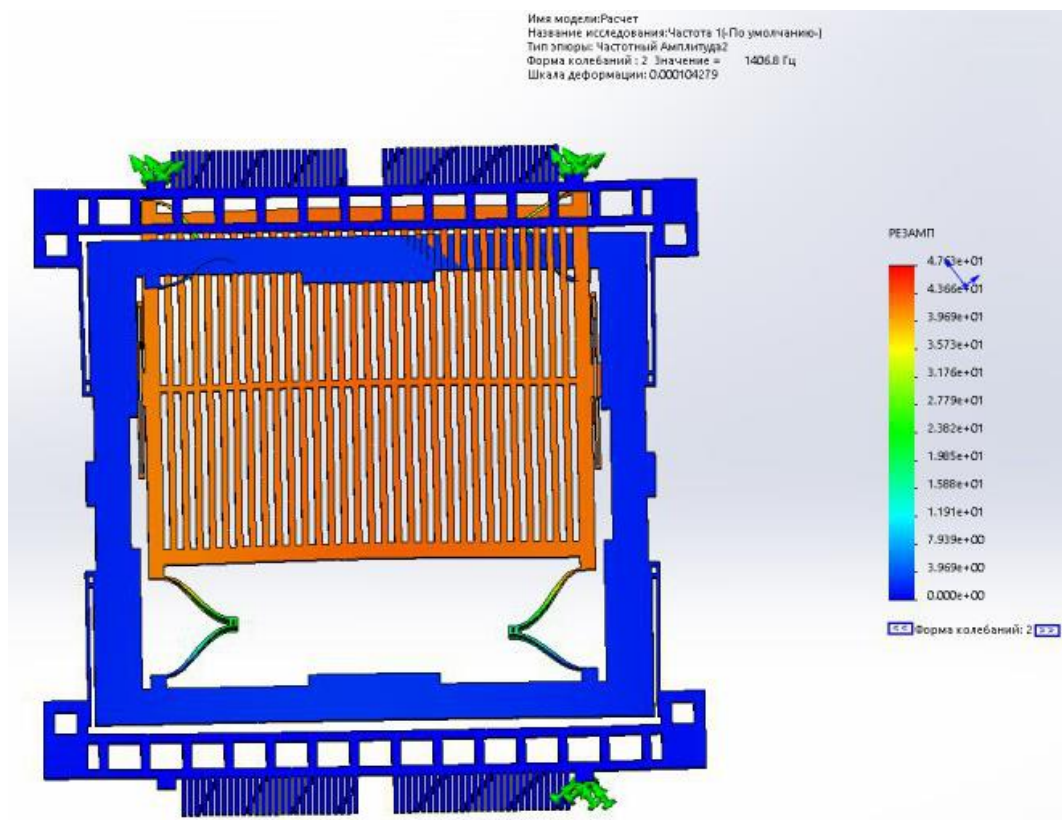 Имя модели:Расчет
Название исследования:Частота 1(-По умолчанию-)
Тип эпюры: Частотный Амплитуда2
Форма колебаний : 2 Значение = 1406.8 Гц
Шкала деформации: 0.000104279
РЕЗАМП
4.763e+01
4.366e+01
3.969e+01
3.573e+01
3.176e+01
2.779e+01
2.382e+01
1.985e+01
1.588e+01
1.191e+01
7.939e+00
3.969e+00
0.000e+00
<< Форма колебаний: 2 >>